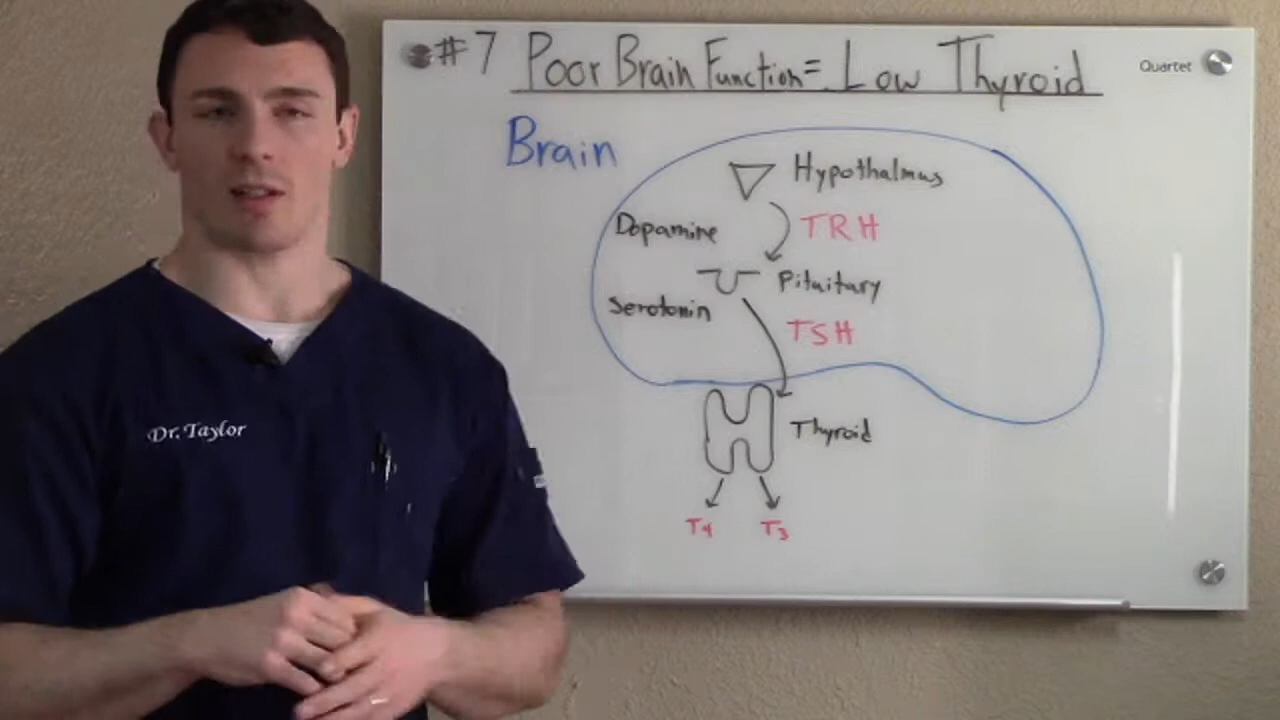 #7 Poor Brain Function = Low Thyroid
Quartet
Brain
Hypothalmus
Dopamine
TRH
Pituitary
Serotonin
TSH
Thyroid
T4
T3
Dr. Taylor